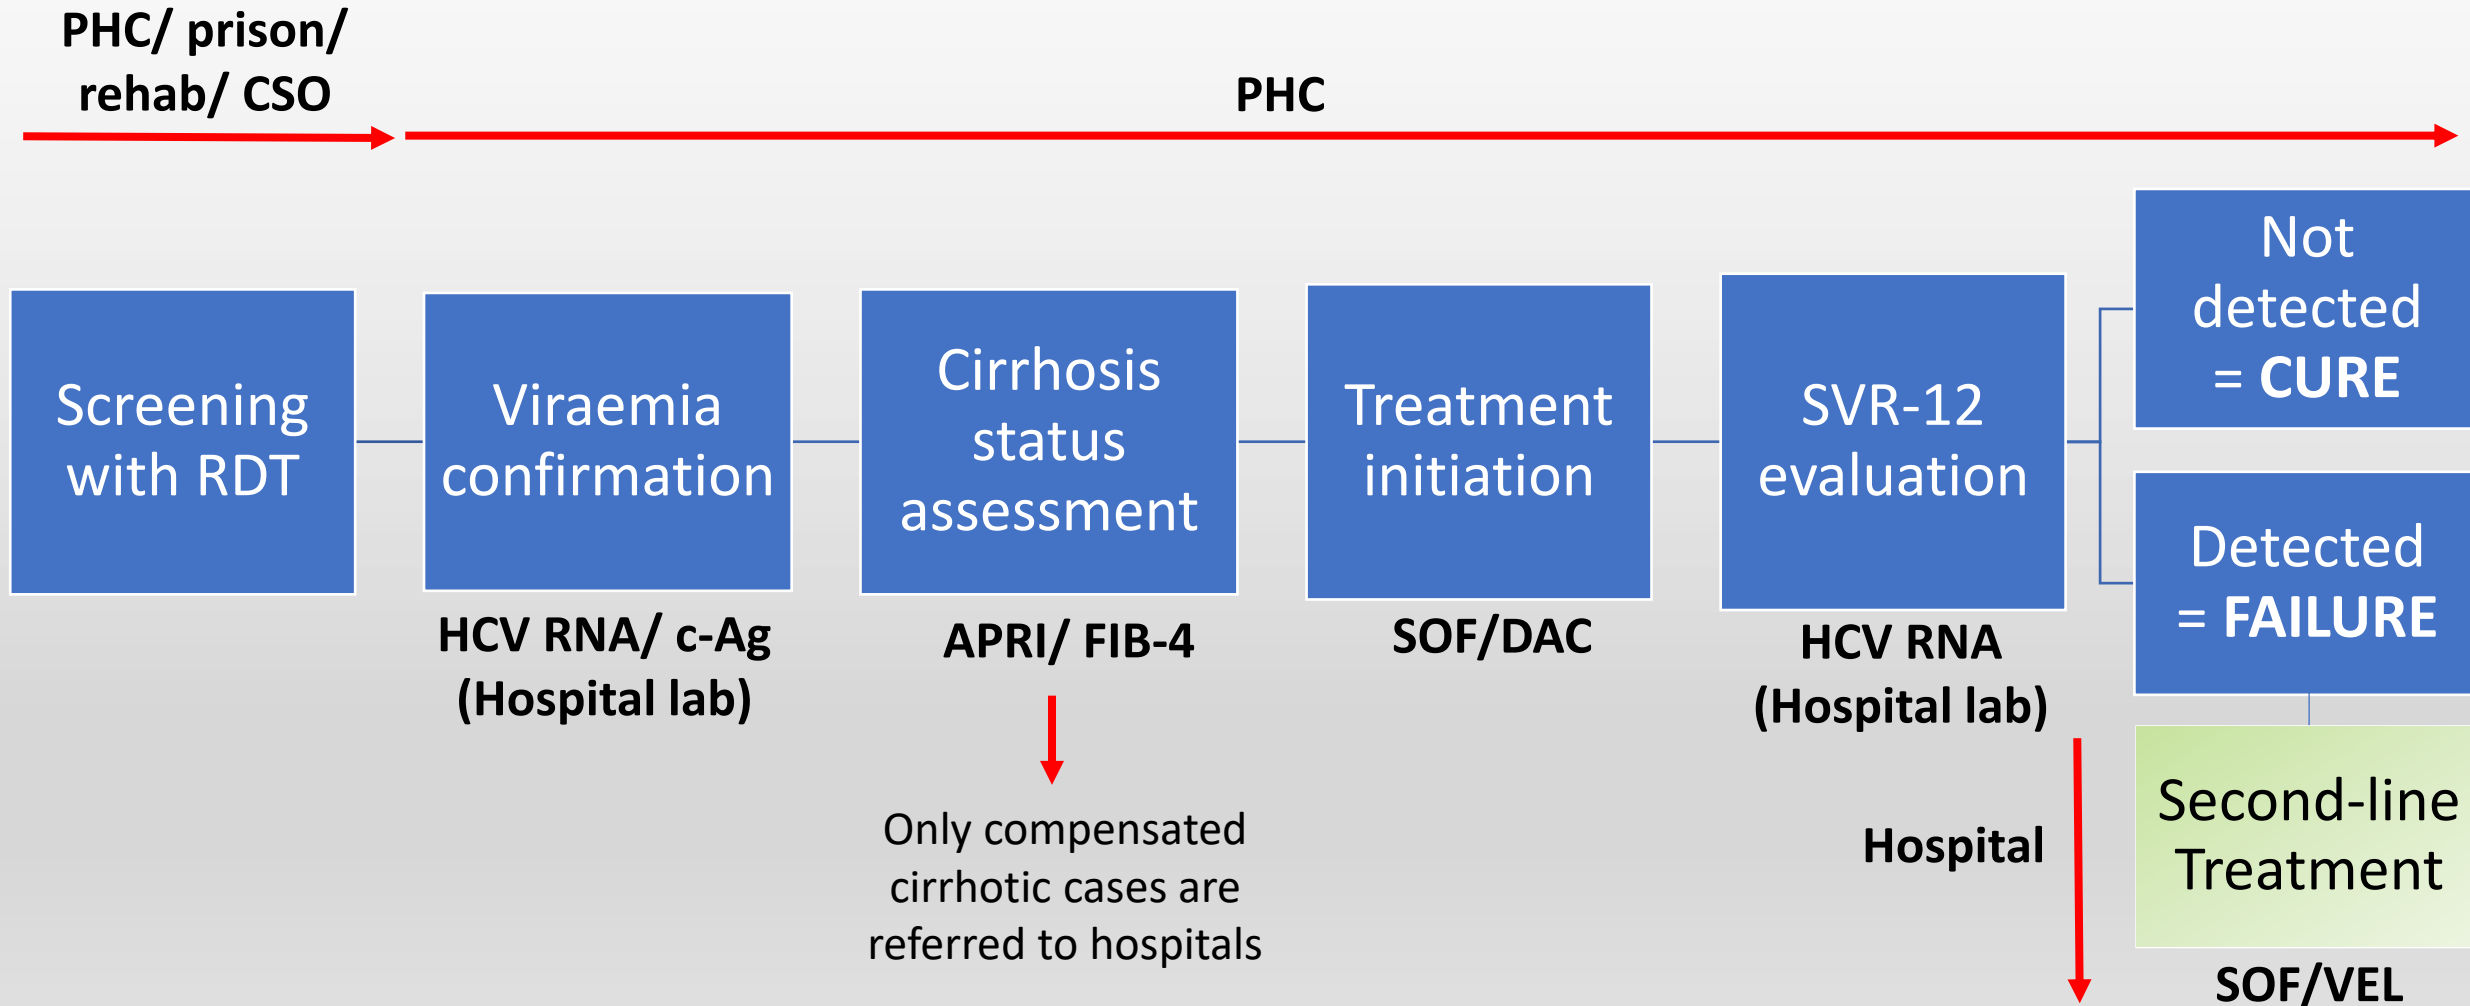 PHC/ prison/
rehab/ CSO
PHC
Screening
with RDT
Viraemia
confirmation
HCV RNA/ c-Ag
(Hospital lab)
Cirrhosis
status
assessment
APRI/ FIB-4
Only compensated
cirrhotic cases are
referred to hospitals
Treatment
initiation
SOF/DAC
SVR-12
evaluation
HCV RNA
(Hospital lab)
Not
detected
= CURE
Detected
= FAILURE
Hospital
Second-line
Treatment
SOF/VEL